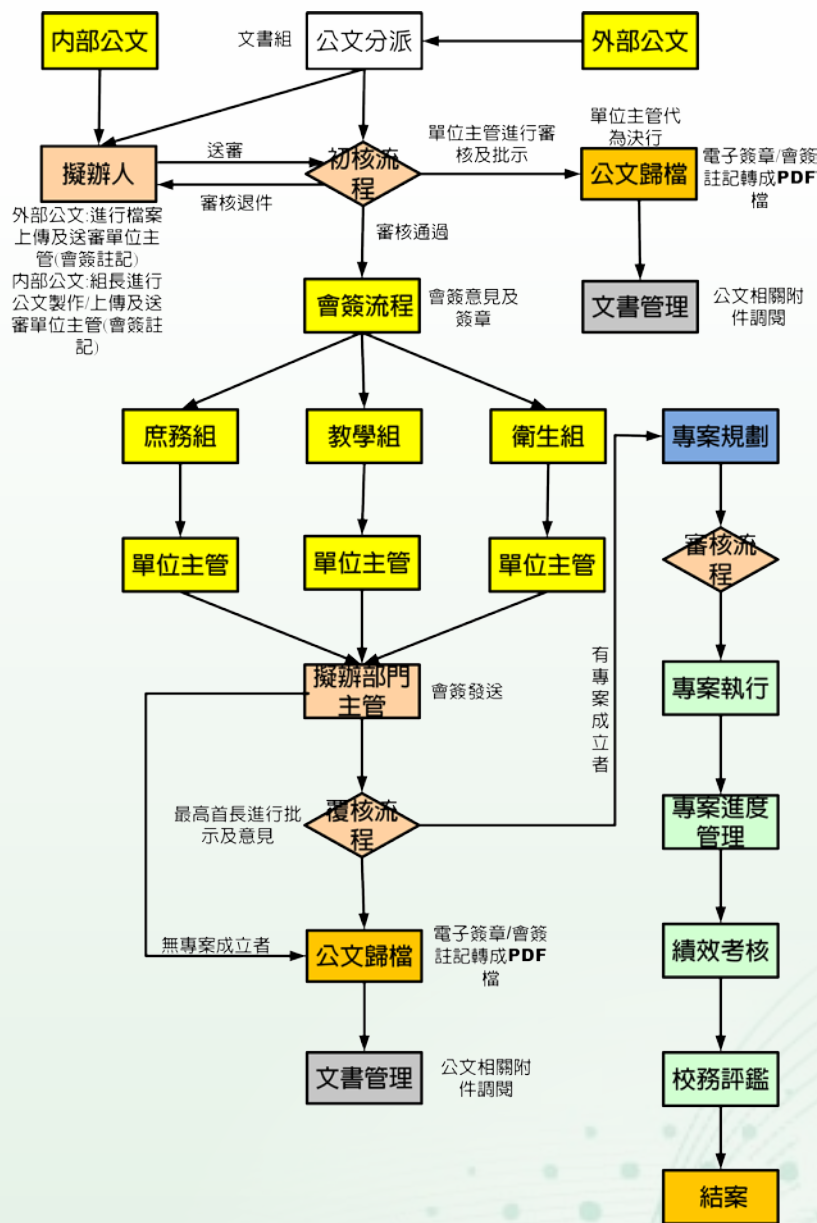 內部公文
文書組
公文分派
外部公文
擬辦人
送審
審核退件
初核流
程
單位主管進行審
核及批示
單位主管代
為決行
公文歸檔
電子簽章/會簽
註記轉成PDF
檔
外部公文:進行檔案
上傳及送審單位主
管(會簽註記)
內部公文:組長進行
公文製作/上傳及送
審單位主管(會簽註
記)
審核通過
會簽流程
會簽意見及
簽章
文書管理
公文相關附
件調閱
庶務組
教學組
衛生組
專案規劃
單位主管
單位主管
單位主管
審核流
程
擬辦部門
主管
會簽發送
有專案成立者
專案執行
最高首長進行批
示及意見
覆核流
程
專案進度
管理
無專案成立者
公文歸檔
電子簽章/會簽
註記轉成PDF
檔
績效考核
文書管理
公文相關附
件調閱
校務評鑑
結案